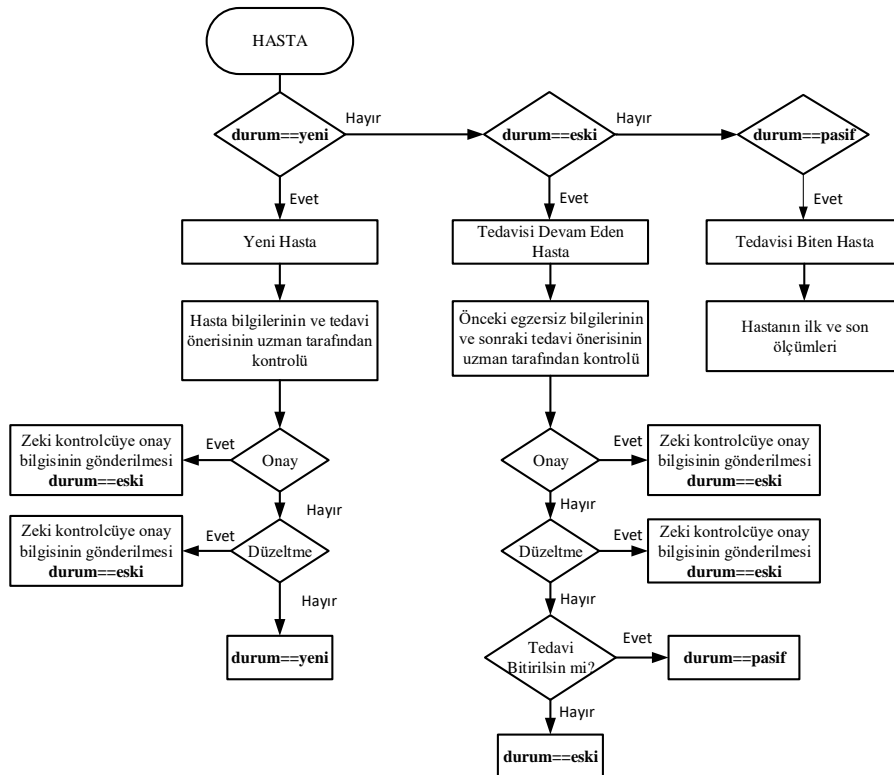 HASTA
durum==yeni
Hayır
durum==eski
Hayır
durum==pasif
Evet
Evet
Evet
Yeni Hasta
Tedavisi Devam Eden
Hasta
Tedavisi Biten Hasta
Hasta bilgilerinin ve tedavi
önerisinin uzman tarafından
kontrolü
Önceki egzersiz bilgilerinin
ve sonraki tedavi önerisinin
uzman tarafından kontrolü
Hastanın ilk ve son
ölçümleri
Zeki kontrolcüye onay
bilgisinin gönderilmesi
durum==eski
Evet
Onay
Hayır
Zeki kontrolcüye onay
bilgisinin gönderilmesi
durum==eski
Evet
Düzeltme
Hayır
durum==yeni
Onay
Evet
Zeki kontrolcüye onay
bilgisinin gönderilmesi
durum==eski
Hayır
Düzeltme
Evet
Zeki kontrolcüye onay
bilgisinin gönderilmesi
durum==eski
Hayır
Tedavi
Bitirilsin mi?
Evet
durum==pasif
Hayır
durum==eski